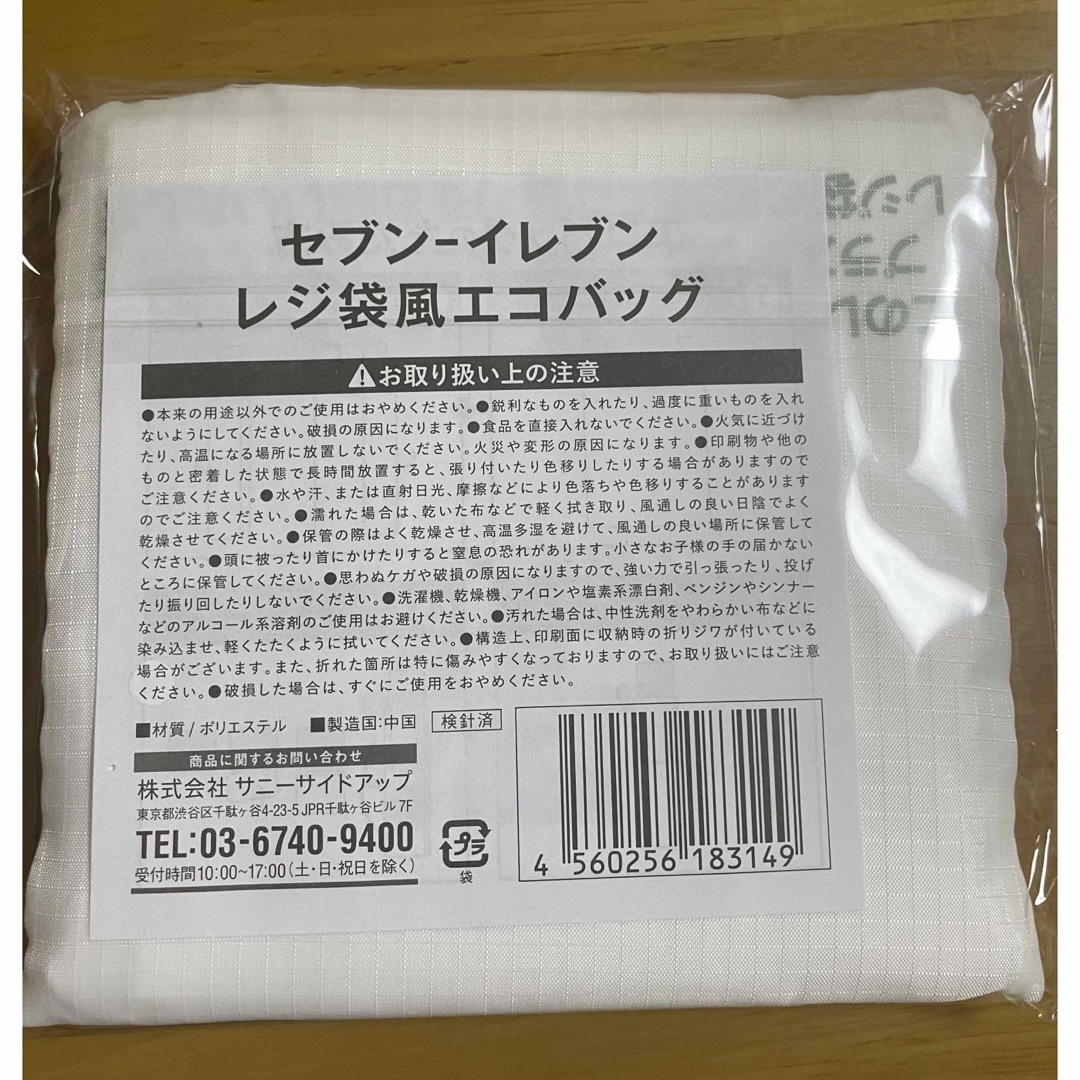 セブン-イレブン
レジ袋風エコバッグ
お取り扱い上の注意
●本来の用途以外でのご使用はおやめください。●鋭利なものを入れたり、過度に重いものを入れ
ないようにしてください。破損の原因になります。●食品を直接入れないでください。●火気に近づけ
たり、高温になる場所に放置しないでください。火災や変形の原因になります。●印刷物や他の
ものと密着した状態で長時間放置すると、張り付いたり色移りしたりする場合がありますので
ご注意ください。●水や汗、または直射日光、摩擦などにより色落ちや色移りすることがあります
のでご注意ください。●濡れた場合は、乾いた布などで軽く拭き取り、風通しの良い日陰でよく
乾燥させてください。●保管の際はよく乾燥させ、高温多湿を避けて、風通しの良い場所に保管して
ください。●頭に被ったり首にかけたりすると窒息の恐れがあります。小さなお子様の手の届かない
ところに保管してください。●思わぬケガや破損の原因になりますので、強い力で引っ張ったり、投げ
たり振り回したりしないでください。●洗濯機、乾燥機、アイロンや塩素系漂白剤、ベンジンやシンナー
などのアルコール系溶剤のご使用はお避けください。●汚れた場合は、中性洗剤をやわらかい布などに
染み込ませ、軽くたたくように拭いてください。●構造上、印刷面に収納時の折りジワが付いている
場合がございます。また、折れた箇所は特に傷みやすくなっておりますので、お取り扱いにはご注意
ください。●破損した場合は、すぐにご使用をおやめください。
■材質/ポリエステル ■製造国:中国 検針済
商品に関するお問い合わせ
株式会社 サニーサイドアップ
東京都渋谷区千駄ヶ谷4-23-5 JPR千駄ヶ谷ビル 7F
TEL:03-6740-9400
受付時間10:00~17:00(土・日・祝日を除く)
プラ
袋
4 560256 183149
レジ袋
プラ
のレ